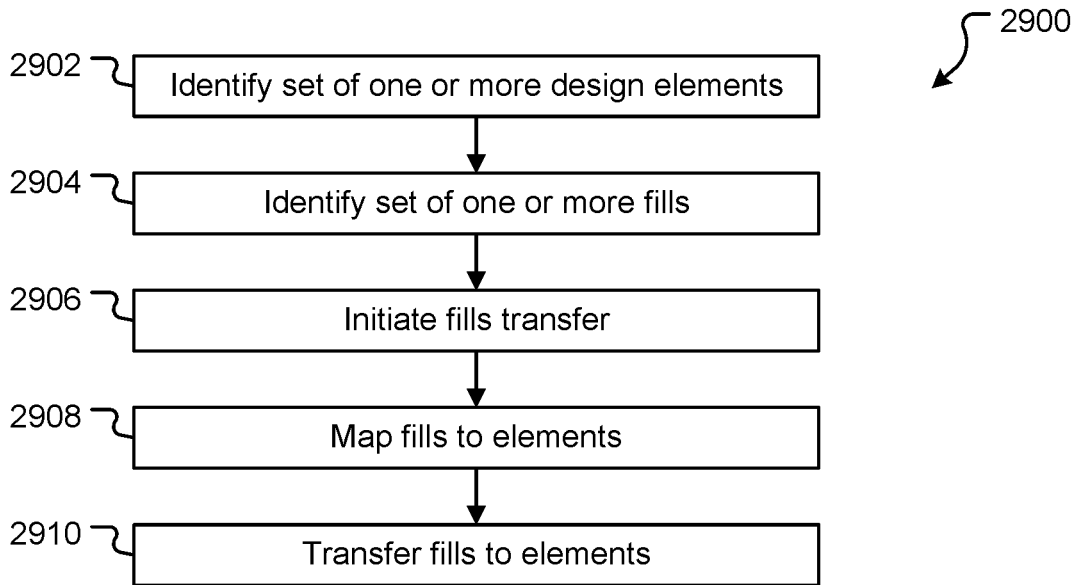 2900
2902
Identify set of one or more design elements
2904
Identify set of one or more fills
2906
Initiate fills transfer
2908
Map fills to elements
2910
Transfer fills to elements